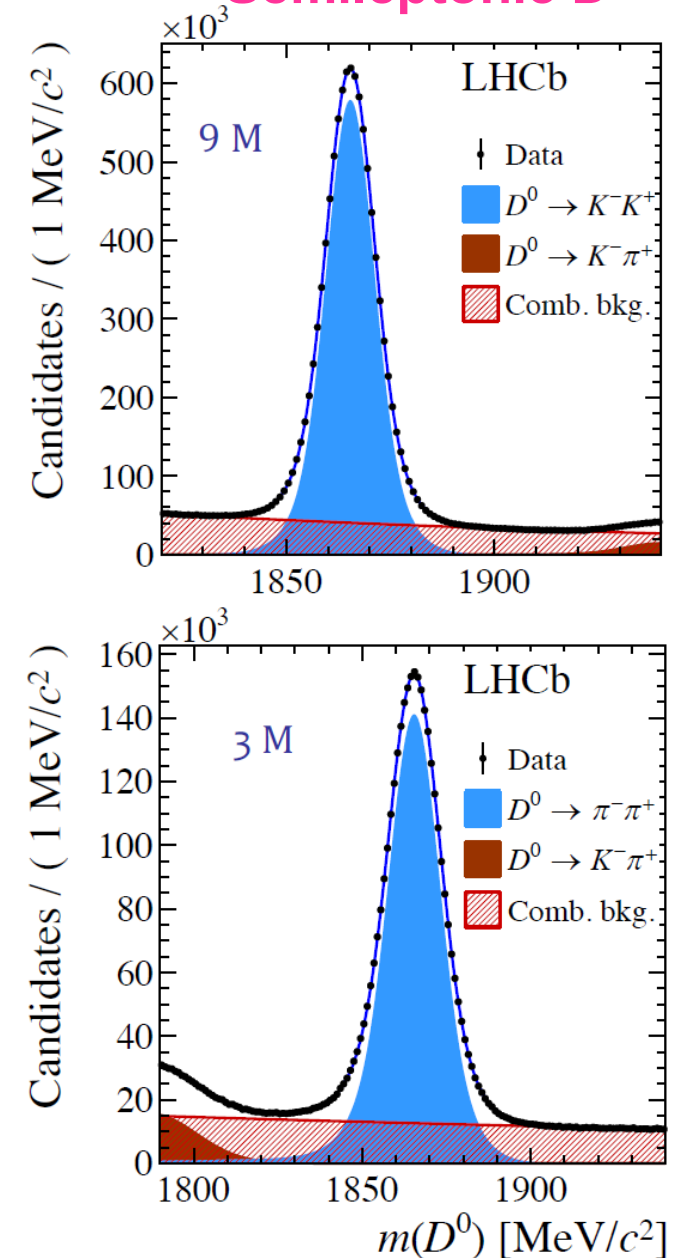 ×10³
Candidates / ( 1 MeV/c² )
600
500
400
300
200
100
0
9 M
LHCb
Data
D⁰ → K⁻K⁺
D⁰ → K⁻π⁺
Comb. bkg.
1850
1900
×10³
Candidates / ( 1 MeV/c² )
160
140
120
100
80
60
40
20
0
3 M
LHCb
Data
D⁰ → π⁻π⁺
D⁰ → K⁻π⁺
Comb. bkg.
1800
1850
1900
m(D⁰) [MeV/c²]